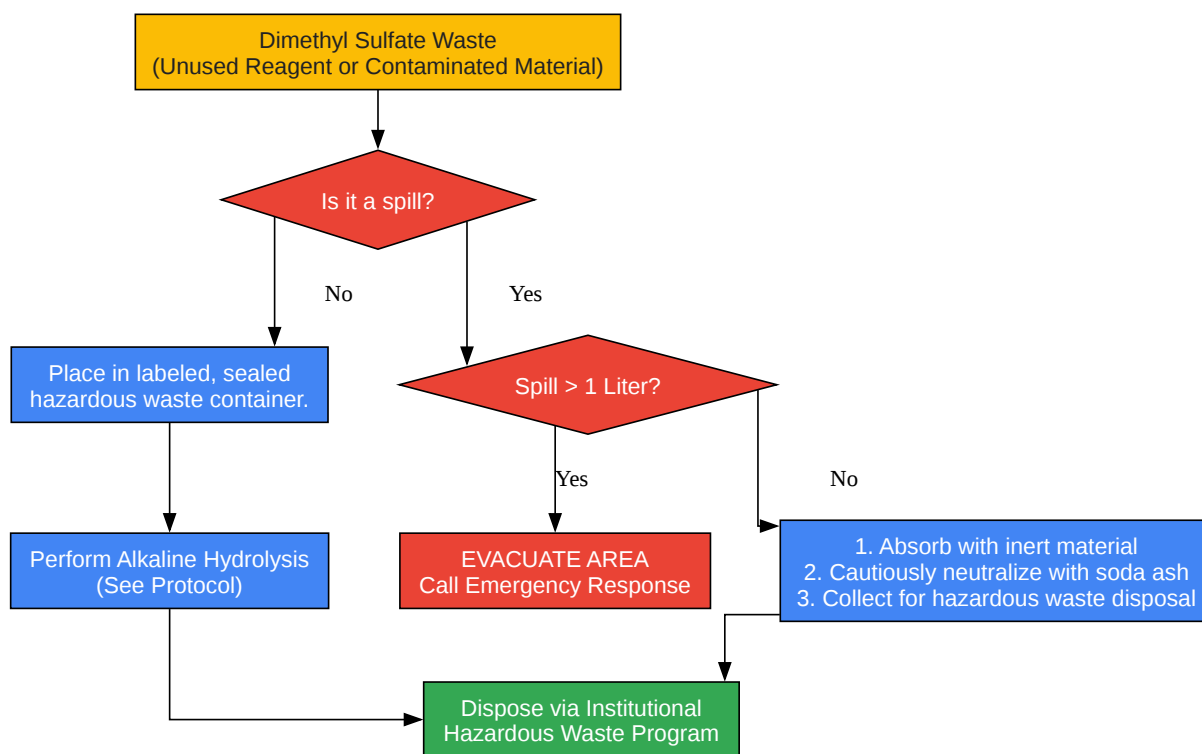 Dimethyl Sulfate Waste
(Unused Reagent or Contaminated Material)
Is it a spill?
No
Yes
Place in labeled, sealed
hazardous waste container.
Spill > 1 Liter?
Yes
No
Perform Alkaline Hydrolysis
(See Protocol)
EVACUATE AREA
Call Emergency Response
1. Absorb with inert material
2. Cautiously neutralize with soda ash
3. Collect for hazardous waste disposal
Dispose via Institutional
Hazardous Waste Program